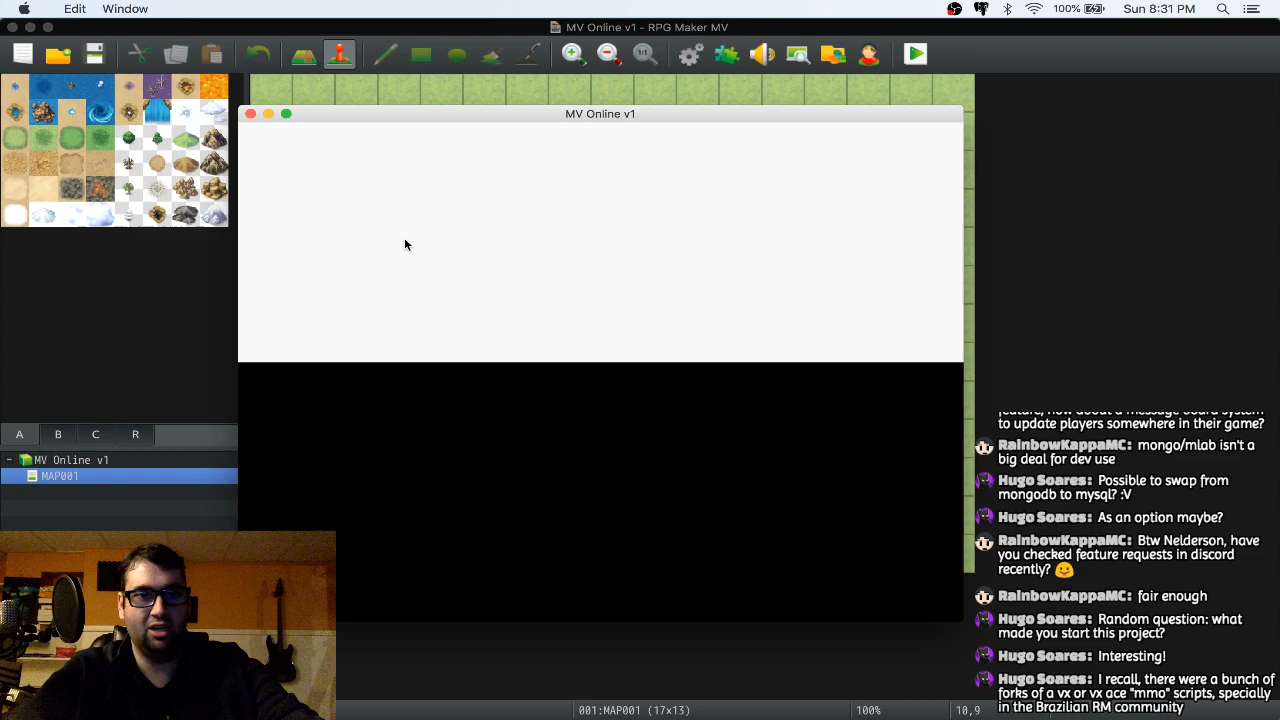 Edit Window 100% Sun 8:31 PM
MV Online v1 - RPG Maker MV
1:1
MV Online v1
A B C R
MV Online v1
MAP001
to update players somewhere in their game?
RainbowKappaMC: mongo/mlab isn't a
big deal for dev use
Hugo Soares: Possible to swap from
mongodb to mysql? :V
Hugo Soares: As an option maybe?
RainbowKappaMC: Btw Nelderson, have
you checked feature requests in discord
recently?
RainbowKappaMC: fair enough
Hugo Soares: Random question: what
made you start this project?
Hugo Soares: Interesting!
Hugo Soares: I recall, there were a bunch of
forks of a vx or vx ace "mmo" scripts, specially
in the Brazilian RM community
001:MAP001 (17x13) 100% 10,9